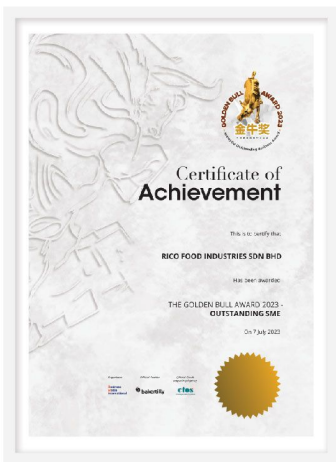 GOLDEN BULL AWARD 2023
金牛奖
Certificate of
Achievement
This is to certify that
RICO FOOD INDUSTRIES SDN BHD
Has been awarded
THE GOLDEN BULL AWARD 2023 -
OUTSTANDING SME
On 7 July 2023
bakertilly
ctos